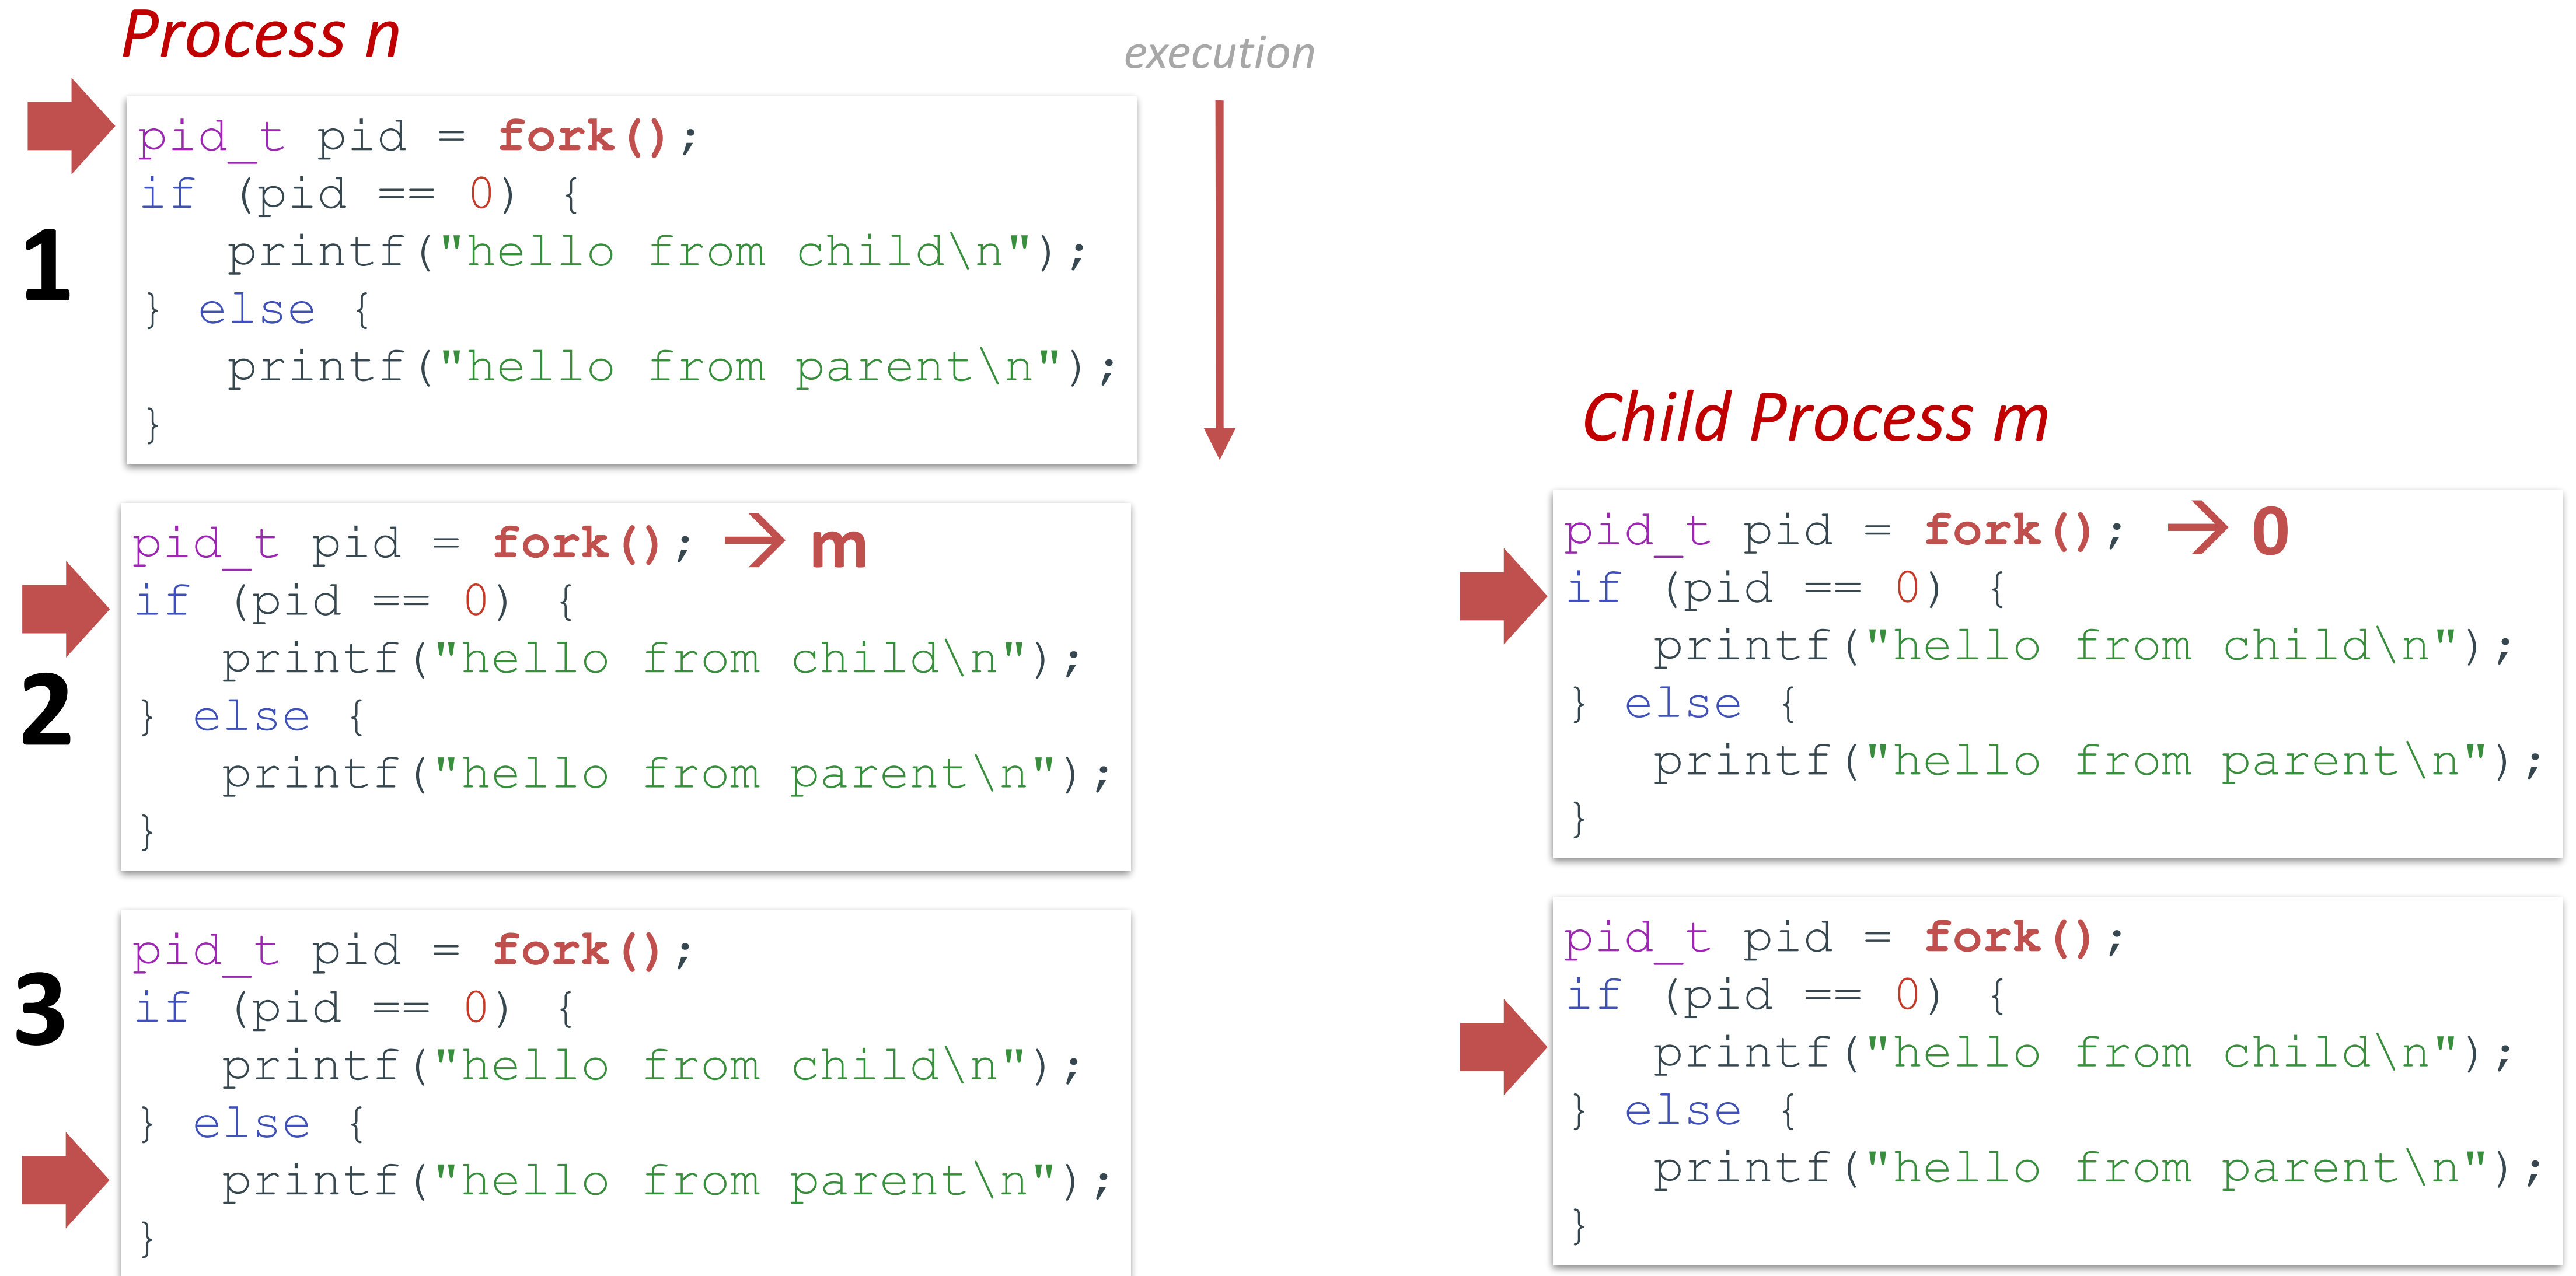 Process n
execution
1
pid_t pid = fork();
if (pid == 0) {
   printf("hello from child\n");
} else {
   printf("hello from parent\n");
}
Child Process m
2
pid_t pid = fork(); → m
if (pid == 0) {
   printf("hello from child\n");
} else {
   printf("hello from parent\n");
}
pid_t pid = fork(); → 0
if (pid == 0) {
   printf("hello from child\n");
} else {
   printf("hello from parent\n");
}
3
pid_t pid = fork();
if (pid == 0) {
   printf("hello from child\n");
} else {
   printf("hello from parent\n");
}
pid_t pid = fork();
if (pid == 0) {
   printf("hello from child\n");
} else {
   printf("hello from parent\n");
}